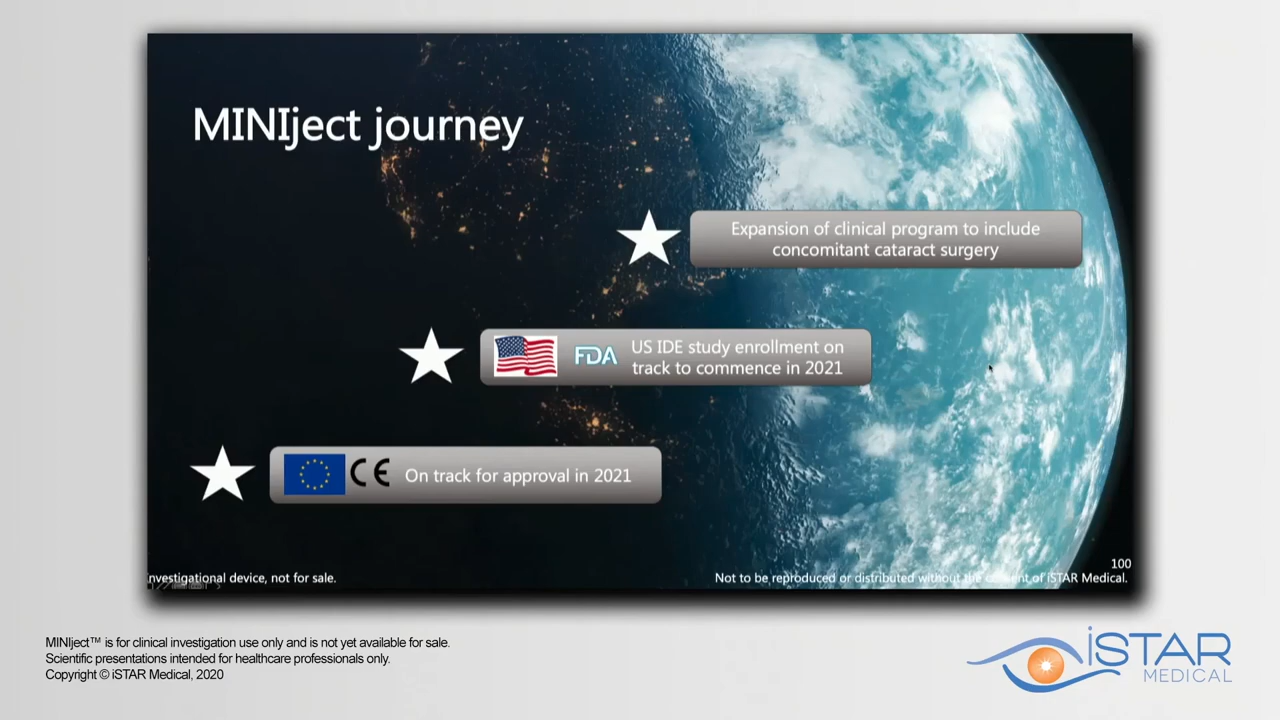 MINIject journey
Expansion of clinical program to include
concomitant cataract surgery
FDA
US IDE study enrollment on
track to commence in 2021
CE
On track for approval in 2021
100
nvestigational device, not for sale.
Not to be reproduced or distributed without the consent of iSTAR Medical.
MINIject™ is for clinical investigation use only and is not yet available for sale.
Scientific presentations intended for healthcare professionals only.
Copyright © iSTAR Medical, 2020
iSTAR
MEDICAL